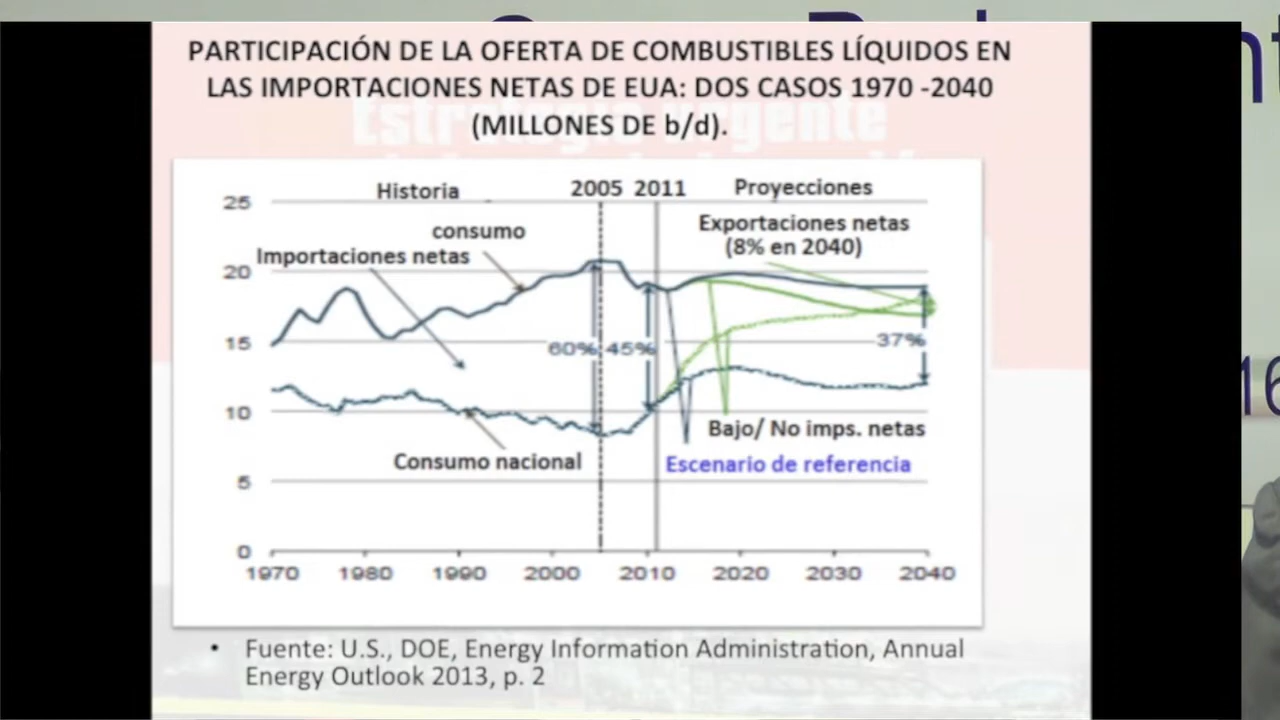 PARTICIPACIÓN DE LA OFERTA DE COMBUSTIBLES LÍQUIDOS EN
LAS IMPORTACIONES NETAS DE EUA: DOS CASOS 1970 -2040
(MILLONES DE b/d).
Estrategia urgente
Historia
2005
2011
Proyecciones
25
consumo
Exportaciones netas
(8% en 2040)
Importaciones netas
20
15
60%
45%
37%
10
Bajo/ No imps. netas
Consumo nacional
Escenario de referencia
5
0
1970
1980
1990
2000
2010
2020
2030
2040
• Fuente: U.S., DOE, Energy Information Administration, Annual
Energy Outlook 2013, p. 2